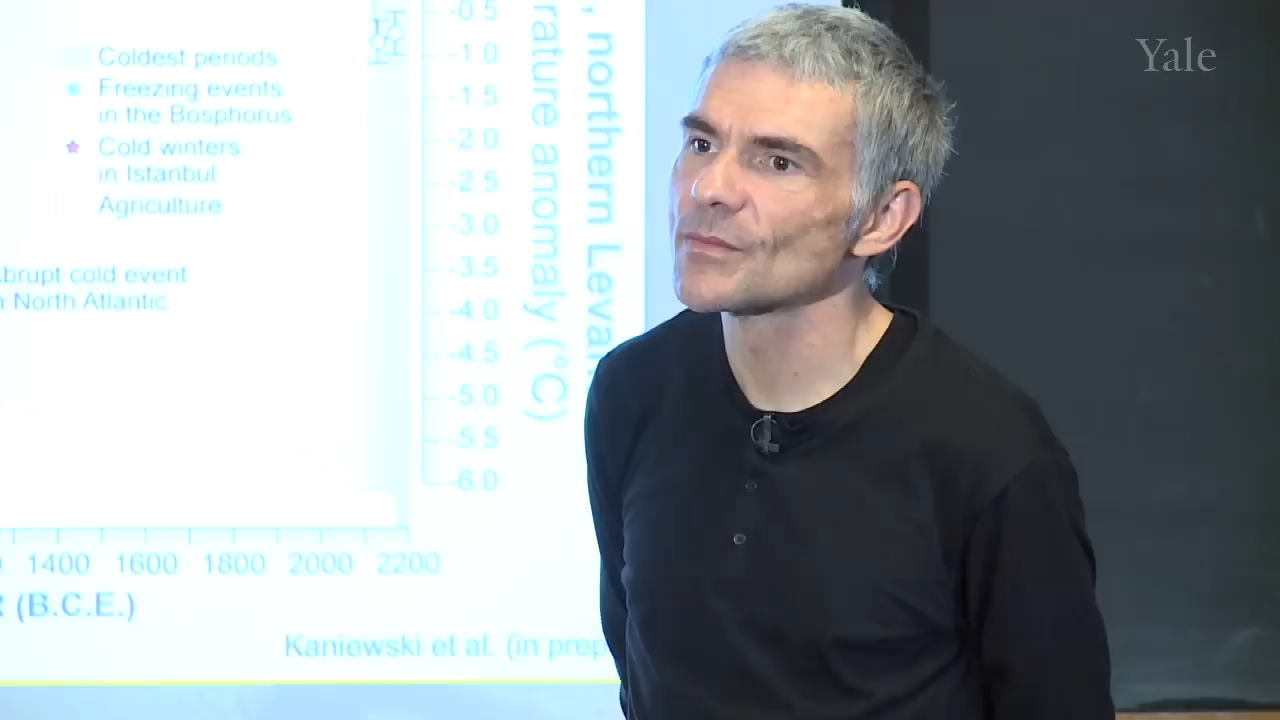 Yale
Coldest periods
Freezing events
in the Bosphorus
Cold winters
in Istanbul
Agriculture
brupt cold event
North Atlantic
-0.5
-1.0
-1.5
-2.0
-2.5
-3.0
-3.5
-4.0
-4.5
-5.0
-5.5
-6.0
rature anomaly (°C)
, northern Leva
1400 1600 1800 2000 2200
R (B.C.E.)
Kaniewski et al. (in prep